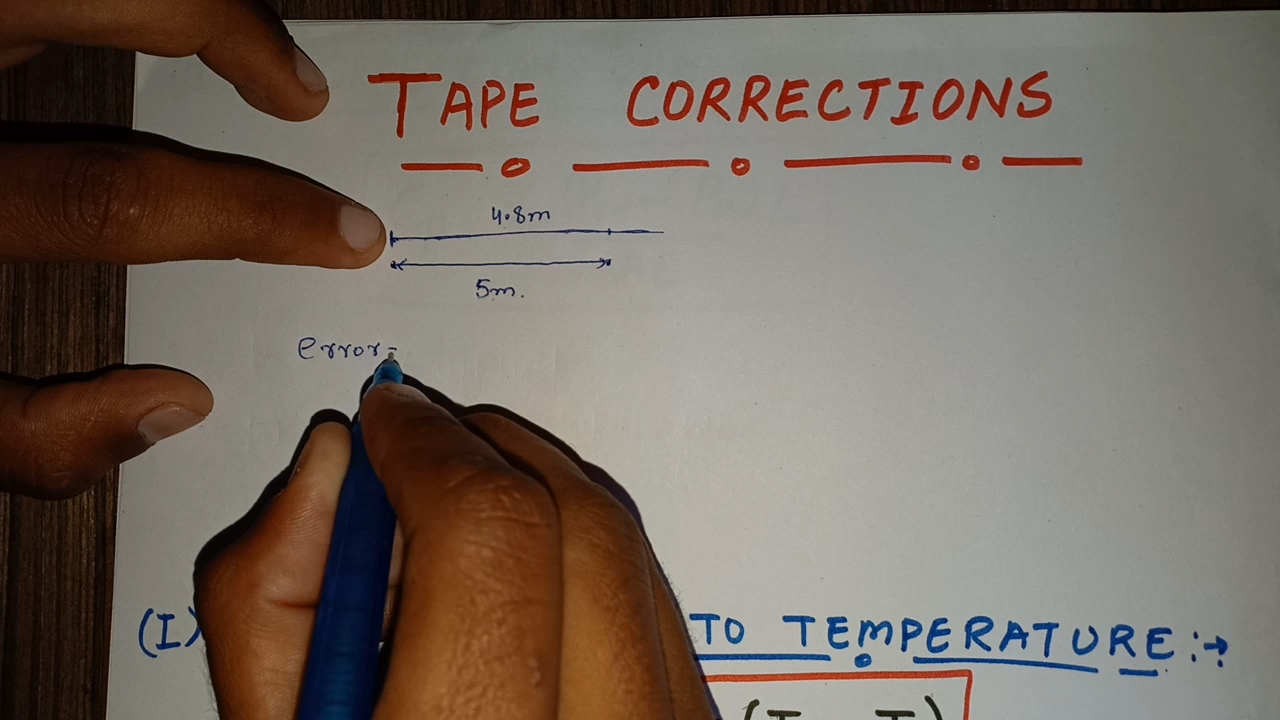 TAPE CORRECTIONS
4.8m
5m.
error=
(I) TO TEMPERATURE :→